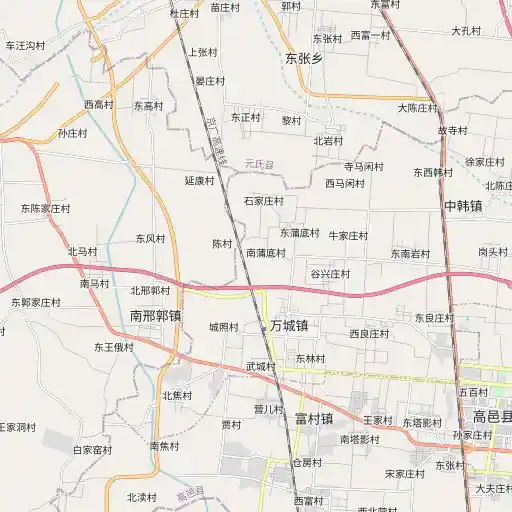 杜庄村
苗庄村
郭村
东富村
车汪沟村
上张村
东张村
西富一村
大孔村
东张乡
晏庄村
西高村
东高村
东正村
黎村
大陈庄村
孙庄村
京广高速线
北岩村
故寺村
元氏县
寺马闲村
徐家庄村
延康村
西马闲村
东西韩村
北陈庄
石家庄村
中韩镇
东陈家庄村
东风村
陈村
东蒲底村
牛家庄村
北马村
南蒲底村
东南岩村
岗头村
南马村
北邢郭村
谷兴庄村
东郭家庄村
南邢郭镇
城照村
万城镇
西良庄村
东良庄村
东王俄村
武城村
东林村
北焦村
五百村
营儿村
贾村
富村镇
王家村
东塔影村
高邑县
王家洞村
白家窑村
南焦村
南塔影村
孙家庄村
仓房村
东张村
宋家庄村
北渎村
高邑县
西富村
西北营村
大夫庄村